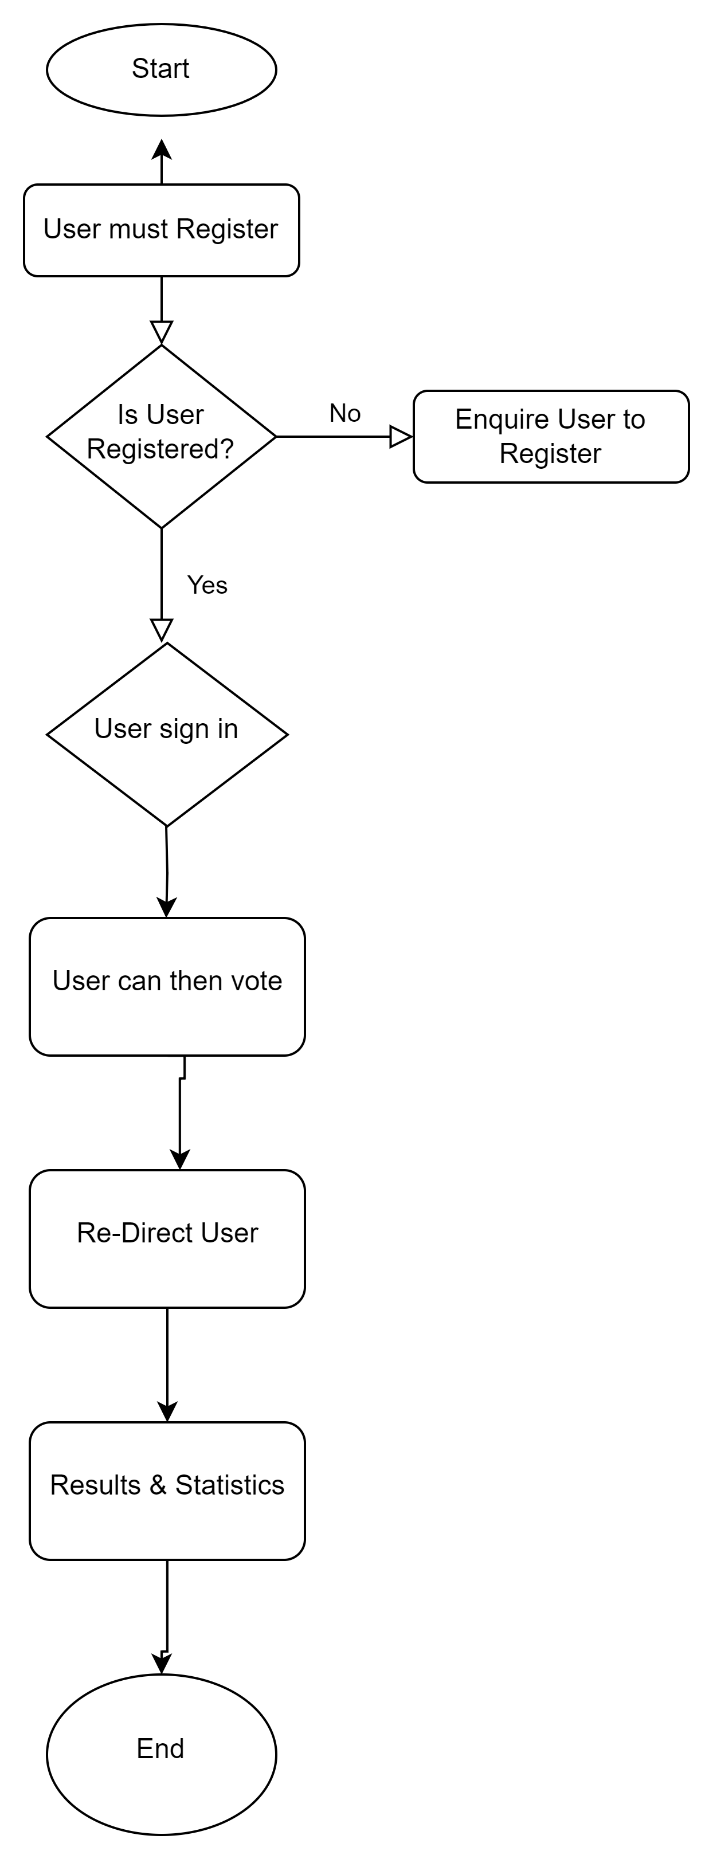 Start
User must Register
Is User
Registered?
No
Enquire User to
Register
Yes
User sign in
User can then vote
Re-Direct User
Results & Statistics
End